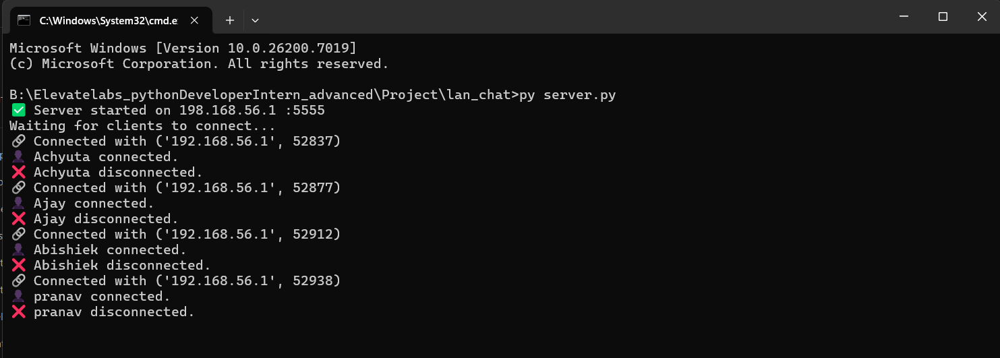 C:\Windows\System32\cmd.e
Microsoft Windows [Version 10.0.26200.7019]
(c) Microsoft Corporation. All rights reserved.
B:\Elevatelabs_pythonDeveloperIntern_advanced\Project\lan_chat>py server.py
✅ Server started on 198.168.56.1 :5555
Waiting for clients to connect...
🔗 Connected with ('192.168.56.1', 52837)
👤 Achyuta connected.
❌ Achyuta disconnected.
🔗 Connected with ('192.168.56.1', 52877)
👤 Ajay connected.
❌ Ajay disconnected.
🔗 Connected with ('192.168.56.1', 52912)
👤 Abishiek connected.
❌ Abishiek disconnected.
🔗 Connected with ('192.168.56.1', 52938)
👤 pranav connected.
❌ pranav disconnected.